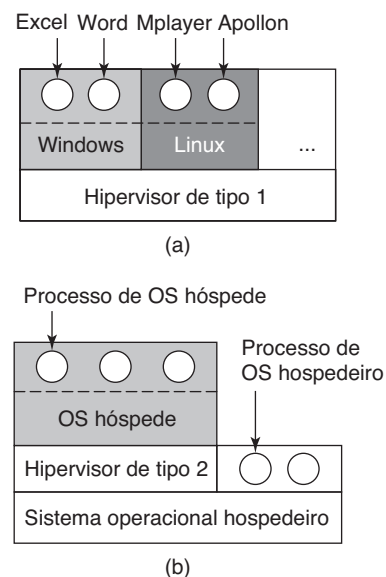 Excel Word Mplayer Apollon
Windows Linux ...
Hipervisor de tipo 1
(a)
Processo de OS hóspede
Processo de
OS hospedeiro
OS hóspede
Hipervisor de tipo 2
Sistema operacional hospedeiro
(b)